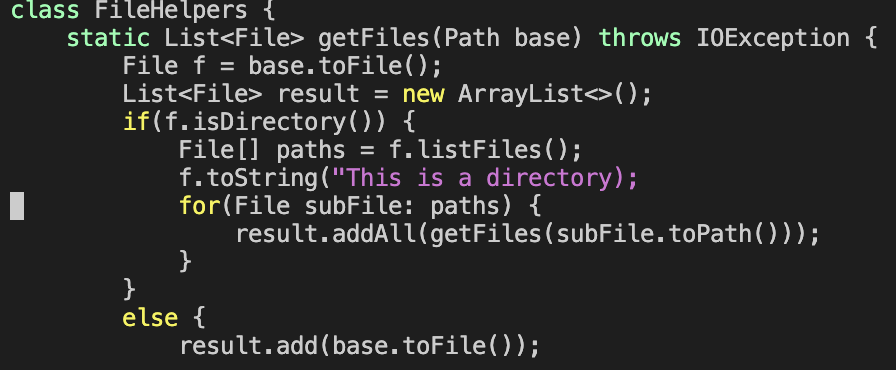 class FileHelpers {
    static List<File> getFiles(Path base) throws IOException {
        File f = base.toFile();
        List<File> result = new ArrayList<>();
        if(f.isDirectory()) {
            File[] paths = f.listFiles();
            f.toString("This is a directory);
            for(File subFile: paths) {
                result.addAll(getFiles(subFile.toPath()));
            }
        }
        else {
            result.add(base.toFile());